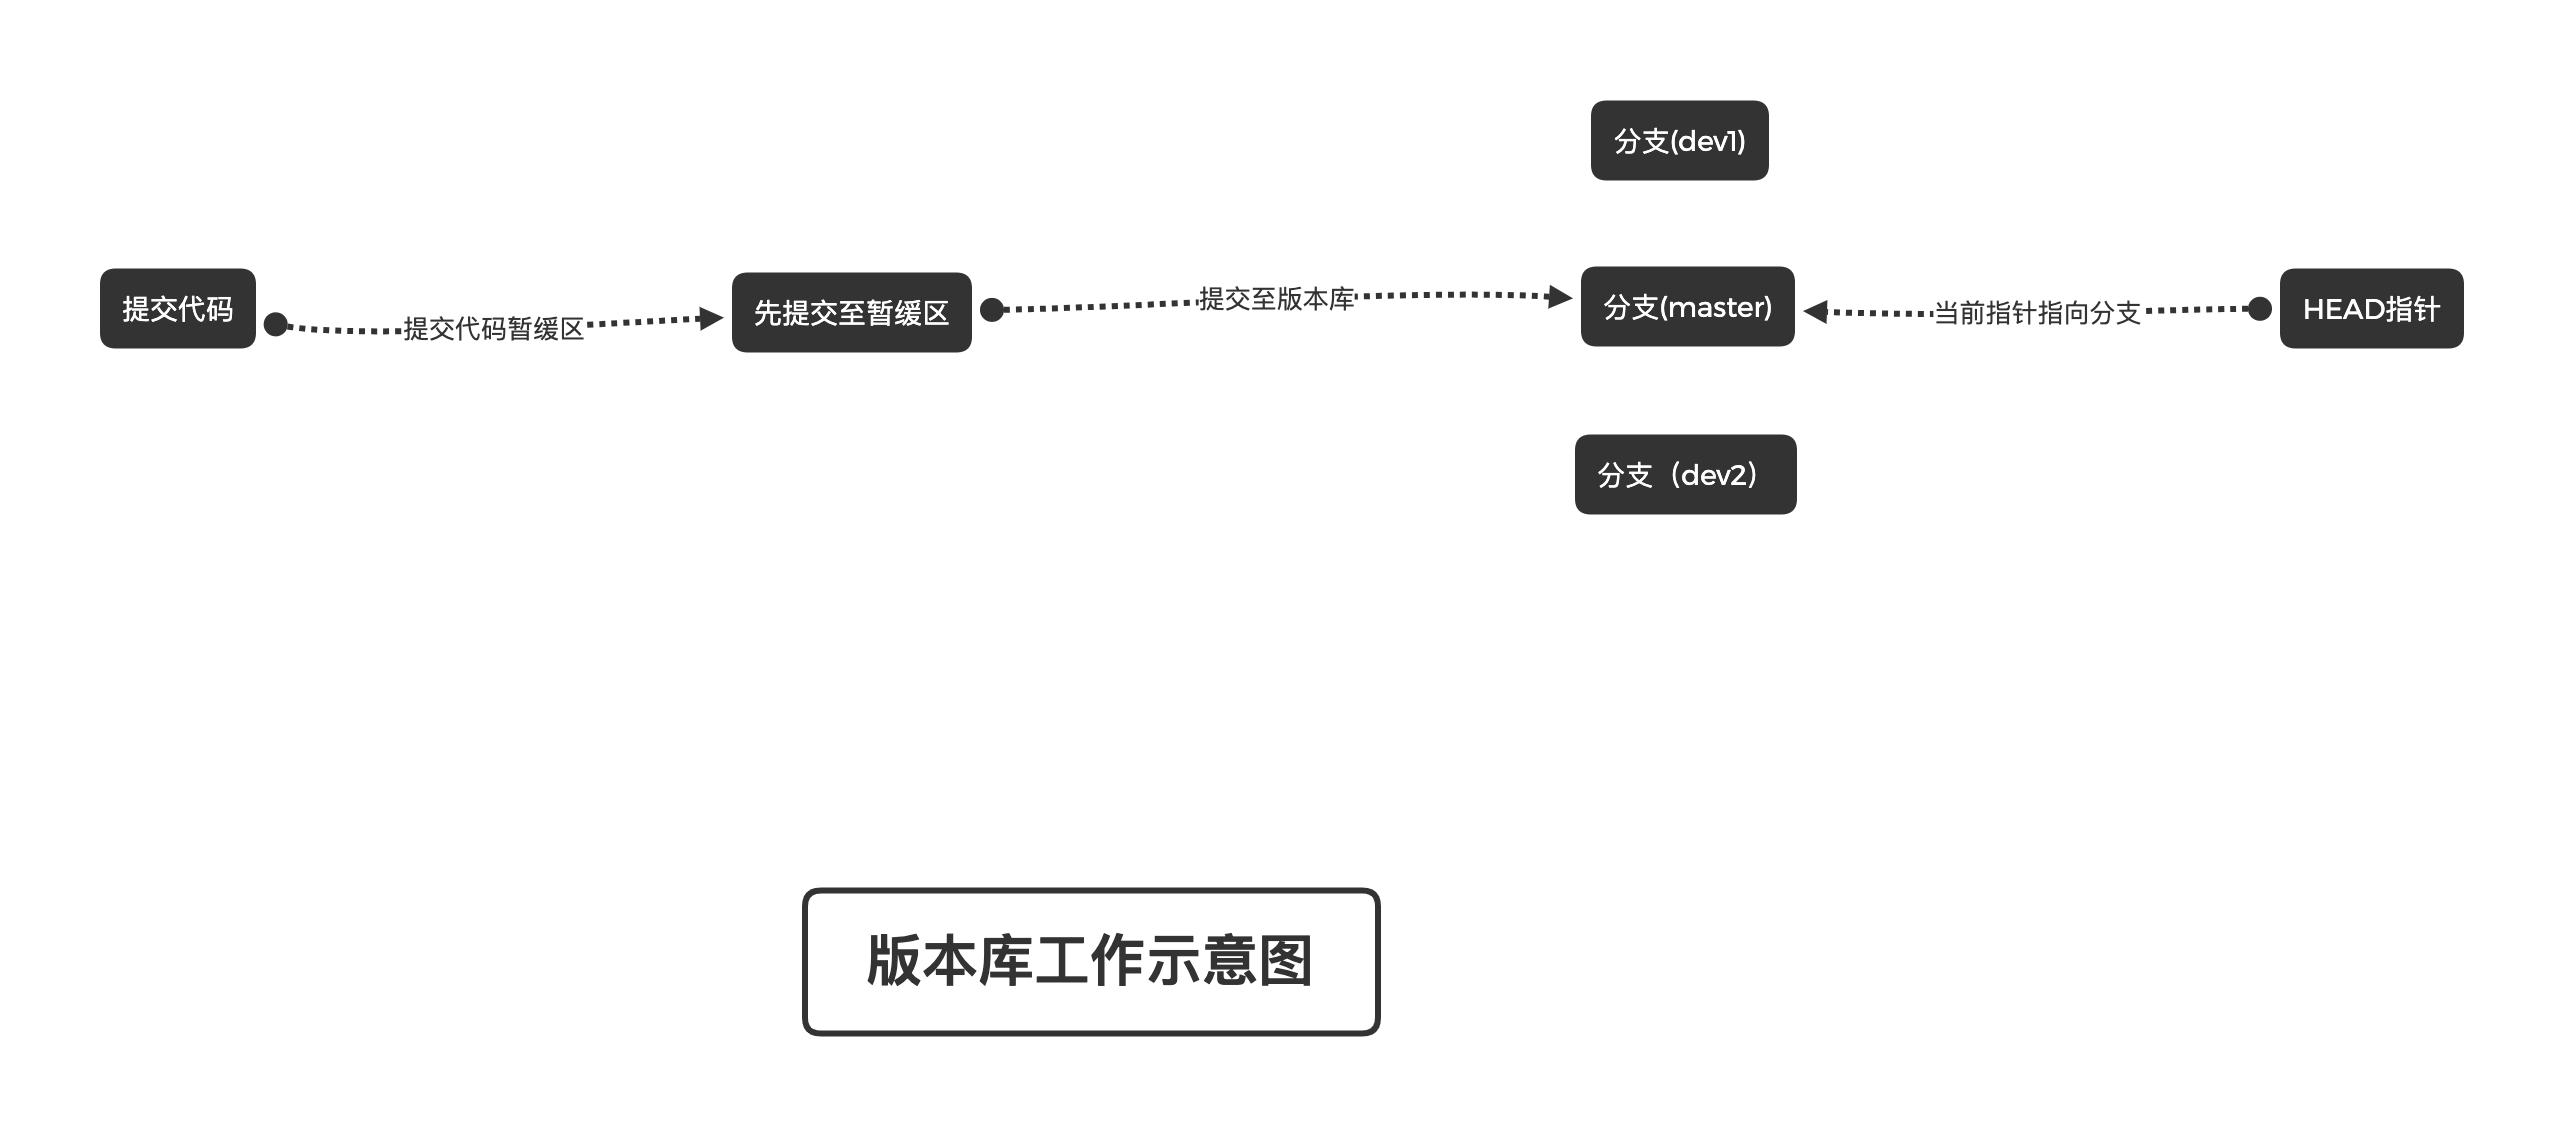 分支(dev1)
提交代码
提交代码暂缓区
先提交至暂缓区
提交至版本库
分支(master)
当前指针指向分支
HEAD指针
分支（dev2）
版本库工作示意图